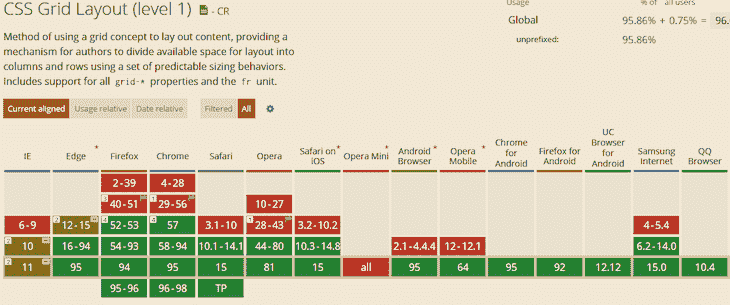 CSS Grid Layout (level 1) - CR
Usage % of all users
Global 95.86% + 0.75% = 96.
unprefixed: 95.86%
Method of using a grid concept to lay out content, providing a
mechanism for authors to divide available space for layout into
columns and rows using a set of predictable sizing behaviors.
Includes support for all grid-* properties and the fr unit.
Current aligned Usage relative Date relative Filtered All
IE Edge * Firefox Chrome Safari Opera Safari on iOS * Opera Mini * Android Browser * Opera Mobile * Chrome for Android Firefox for Android UC Browser for Android Samsung Internet QQ Browser
2-39 4-28
40-51 29-56 10-27
6-9 12-15 52-53 57 3.1-10 28-43 3.2-10.2 4-5.4
10 16-94 54-93 58-94 10.1-14.1 44-80 10.3-14.8 2.1-4.4.4 12-12.1 6.2-14.0
11 95 94 95 15 81 15 all 95 64 95 92 12.12 15.0 10.4
95-96 96-98 TP